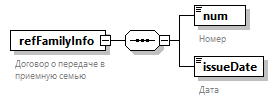 num
Номер
refFamilyInfo
Договор о передаче в
приемную семью
issueDate
Дата